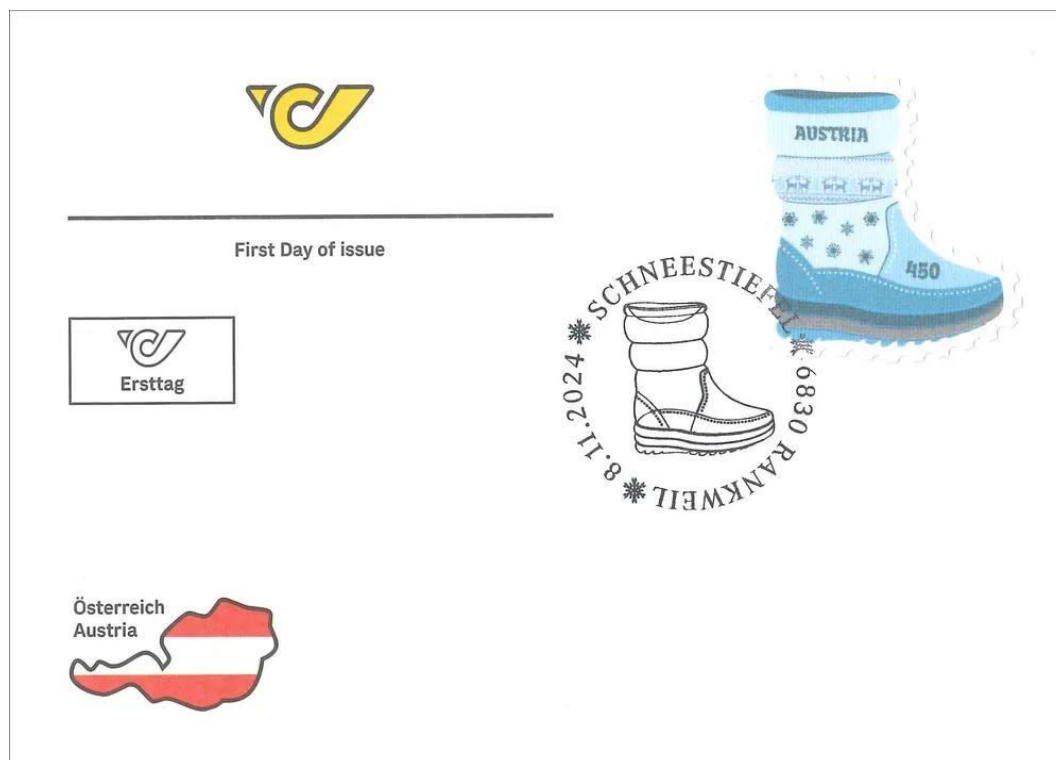 AUSTRIA
450
First Day of issue
SCHNEESTIEFEL
6830 RANKWEIL
8.11.2024
Ersttag
Österreich
Austria